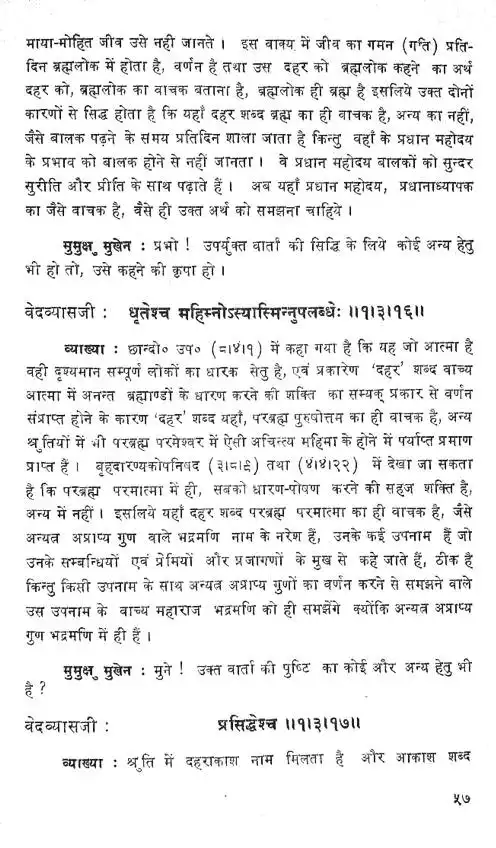 माया-मोहित जीव उसे नही जानते । इस वाक्य में जीव का गमन (गति) प्रति-
दिन ब्रह्मलोक में होता है, वर्णन है तथा उस दहर को ब्रह्मलोक कहने का अर्थ
दहर को, ब्रह्मलोक का वाचक बताना है, ब्रह्मलोक ही ब्रह्म है इसलिये उक्त दोनों
कारणों से सिद्ध होता है कि यहाँ दहर शब्द ब्रह्म का ही वाचक है, अन्य का नहीं,
जैसे बालक पढ़ने के समय प्रतिदिन शाला जाता है किन्तु वहाँ के प्रधान महोदय
के प्रभाव को बालक होने से नहीं जानता । वे प्रधान महोदय बालकों को सुन्दर
सुरीति और प्रीति के साथ पढ़ाते हैं । अब यहाँ प्रधान महोदय, प्रधानाध्यापक
का जैसे वाचक है, वैसे ही उक्त अर्थ को समझना चाहिये ।
मुमुक्षु मुखेन : प्रभो ! उपर्युक्त वार्ता की सिद्धि के लिये कोई अन्य हेतु
भी हो तो, उसे कहने की कृपा हो ।
वेदव्यासजी : धृतेश्च महिम्नोऽस्यास्मिन्नुपलब्धेः ॥१।३।१६॥
व्याख्या : छान्दो० उप० (८।४।१) में कहा गया है कि यह जो आत्मा है
वही दृश्यमान सम्पूर्ण लोकों का धारक सेतु है, एवं प्रकारेण 'दहर' शब्द वाच्य
आत्मा में अनन्त ब्रह्माण्डों के धारण करने की शक्ति का सम्यक् प्रकार से वर्णन
संप्राप्त होने के कारण 'दहर' शब्द यहाँ, परब्रह्म पुरुषोत्तम का ही वाचक है, अन्य
श्रुतियों में भी परब्रह्म परमेश्वर में ऐसी अचिन्त्य महिमा के होने में पर्याप्त प्रमाण
प्राप्त हैं । बृहदारण्यकोपनिषद (३।८।९) तथा (४।४।२२) में देखा जा सकता
है कि परब्रह्म परमात्मा में ही, सबको धारण-पोषण करने की सहज शक्ति है,
अन्य में नहीं । इसलिये यहाँ दहर शब्द परब्रह्म परमात्मा का ही वाचक है, जैसे
अन्यत्र अप्राप्य गुण वाले भद्रमणि नाम के नरेश हैं, उनके कई उपनाम हैं जो
उनके सम्बन्धियों एवं प्रेमियों और प्रजागणों के मुख से कहे जाते हैं, ठीक है
किन्तु किसी उपनाम के साथ अन्यत्र अप्राप्य गुणों का वर्णन करने से समझने वाले
उस उपनाम के वाच्य महाराज भद्रमणि को ही समझेंगे क्योंकि अन्यत्र अप्राप्य
गुण भद्रमणि में ही हैं ।
मुमुक्षु मुखेन : मुने ! उक्त वार्ता की पुष्टि का कोई और अन्य हेतु भी
है ?
वेदव्यासजी : प्रसिद्धेश्च ॥१।३।१७॥
व्याख्या : श्रुति में दहराकाश नाम मिलता है और आकाश शब्द
५७